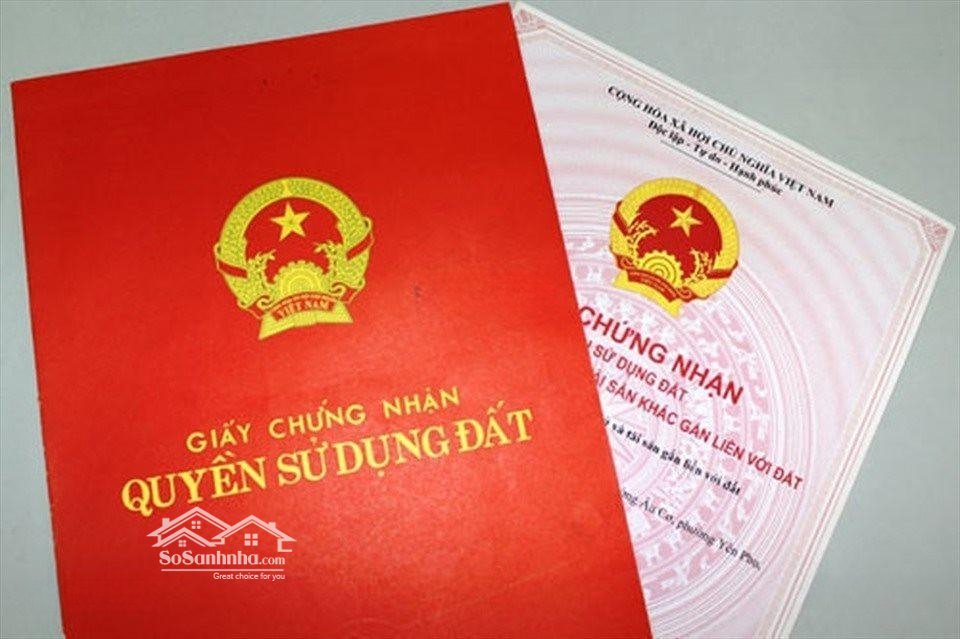 VIỆT NAM
GIẤY CHỨNG NHẬN
QUYỀN SỬ DỤNG ĐẤT
SoSanhnha.com
Great choice for you
CỘNG HÒA XÃ HỘI CHỦ NGHĨA VIỆT NAM
Độc lập - Tự do - Hạnh phúc
CHỨNG NHẬN
SỬ DỤNG ĐẤT
SẢN KHÁC GẮN LIỀN VỚI ĐẤT
và tài sản gắn liền với đất
Âu Cơ, phường Yên Phụ,